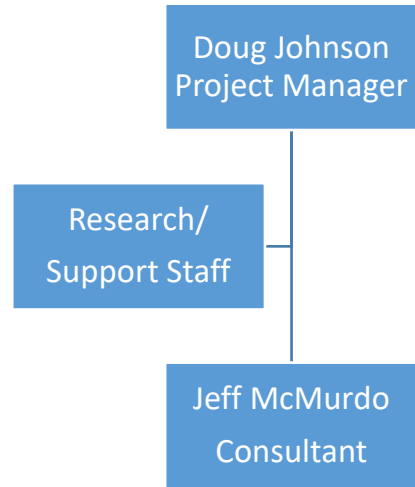 Doug Johnson
Project Manager
Research/
Support Staff
Jeff McMurdo
Consultant